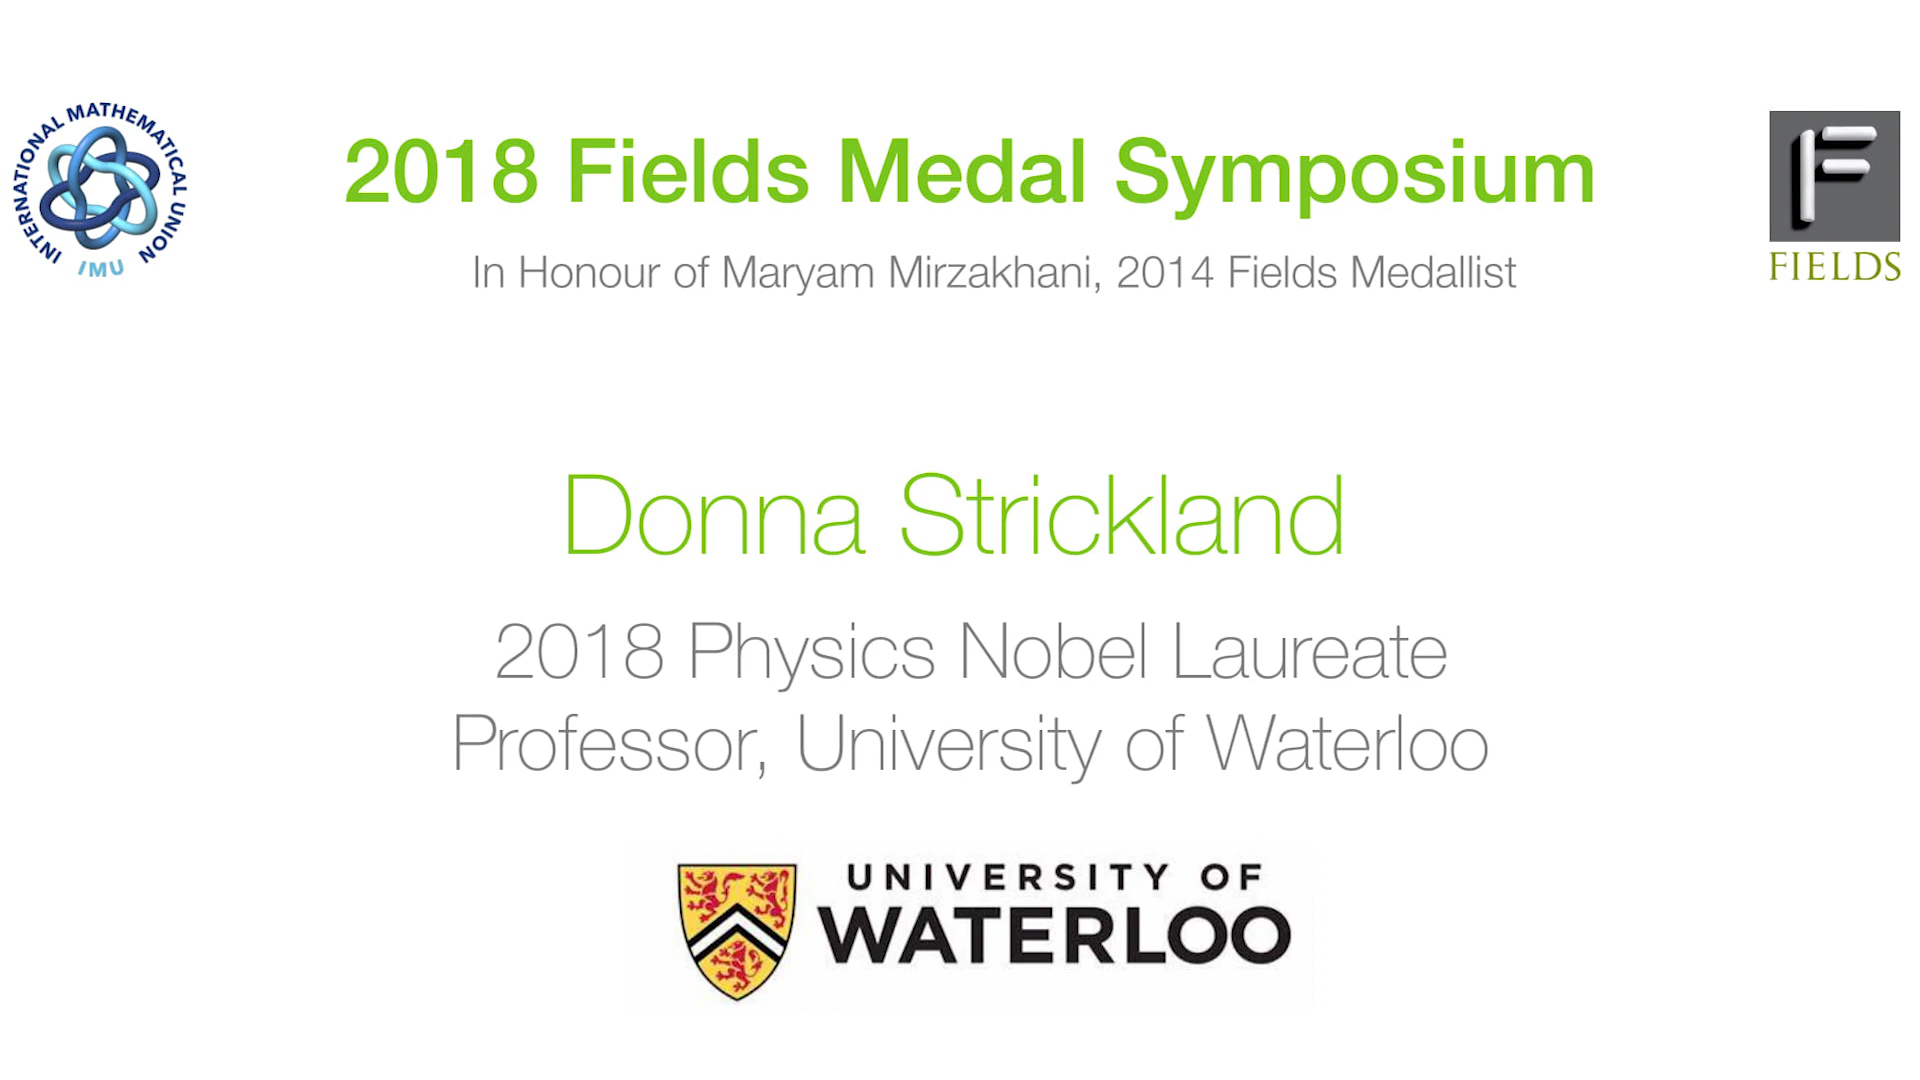 INTERNATIONAL MATHEMATICAL UNION
IMU
2018 Fields Medal Symposium
In Honour of Maryam Mirzakhani, 2014 Fields Medallist
F
FIELDS
Donna Strickland
2018 Physics Nobel Laureate
Professor, University of Waterloo
UNIVERSITY OF
WATERLOO